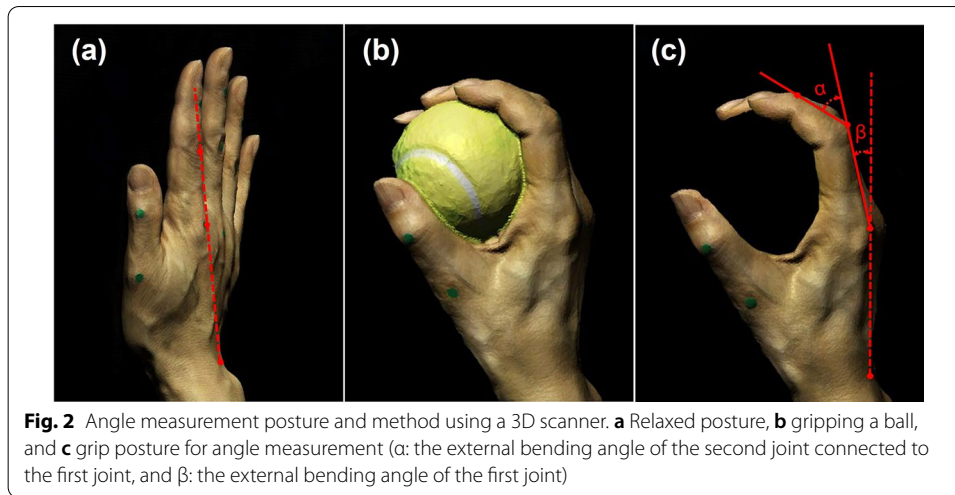 (a)
(b)
(c)
α
β
Fig. 2 Angle measurement posture and method using a 3D scanner. a Relaxed posture, b gripping a ball,
and c grip posture for angle measurement (α: the external bending angle of the second joint connected to
the first joint, and β: the external bending angle of the first joint)